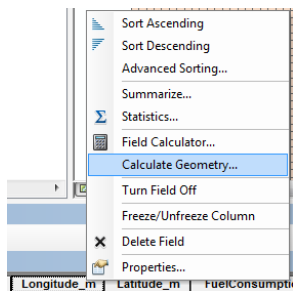 Sort Ascending
Sort Descending
Advanced Sorting...
Summarize...
Σ Statistics...
Field Calculator...
Calculate Geometry...
Turn Field Off
Freeze/Unfreeze Column
Delete Field
Properties...
Longitude_m Latitude_m FuelConsumptio